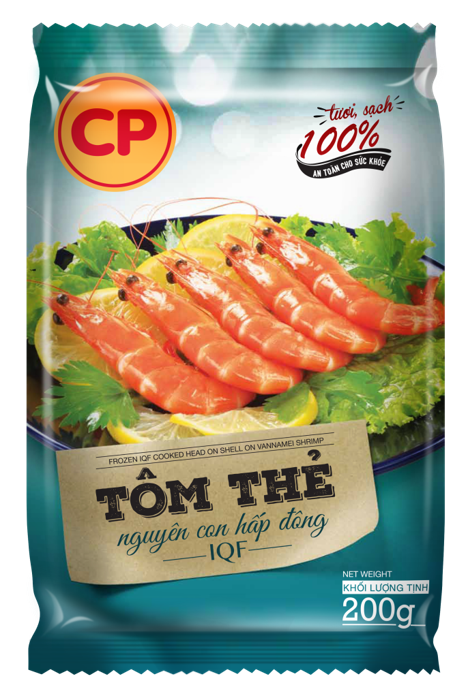 CP
tươi, sạch
100%
AN TOÀN CHO SỨC KHỎE
FROZEN IQF COOKED HEAD ON SHELL ON VANNAMEI SHRIMP
TÔM THẺ
nguyên con hấp đông
IQF
NET WEIGHT
KHỐI LƯỢNG TỊNH
200g